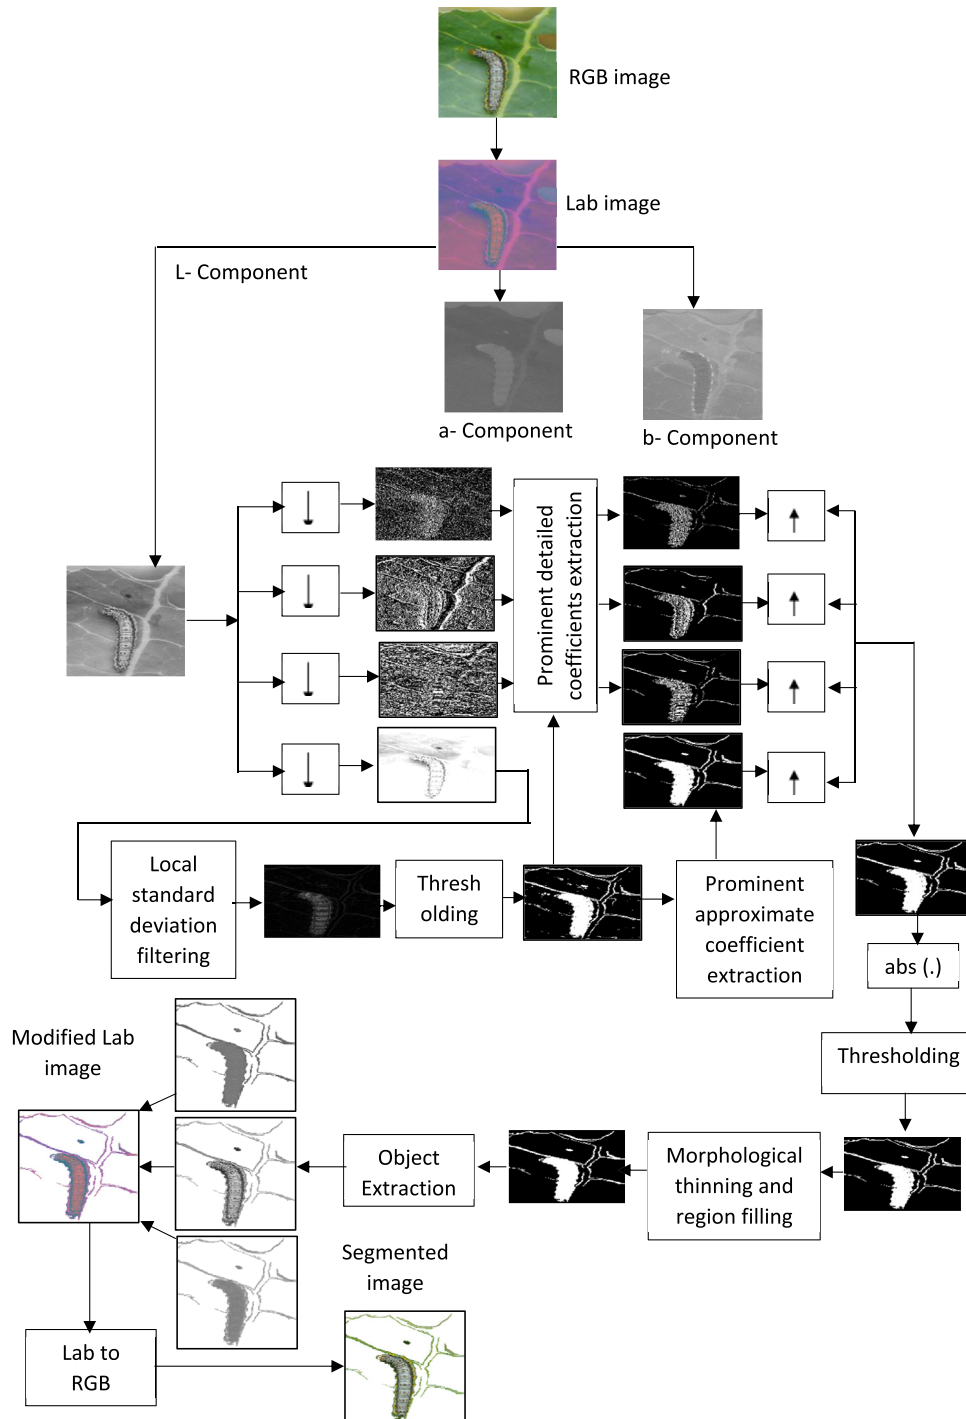 RGB image
Lab image
L- Component
a- Component
b- Component
Prominent detailed
coefficients extraction
Local
standard
deviation
filtering
Thresh
olding
Prominent
approximate
coefficient
extraction
abs (.)
Thresholding
Modified Lab
image
Object
Extraction
Morphological
thinning and
region filling
Segmented
image
Lab to
RGB